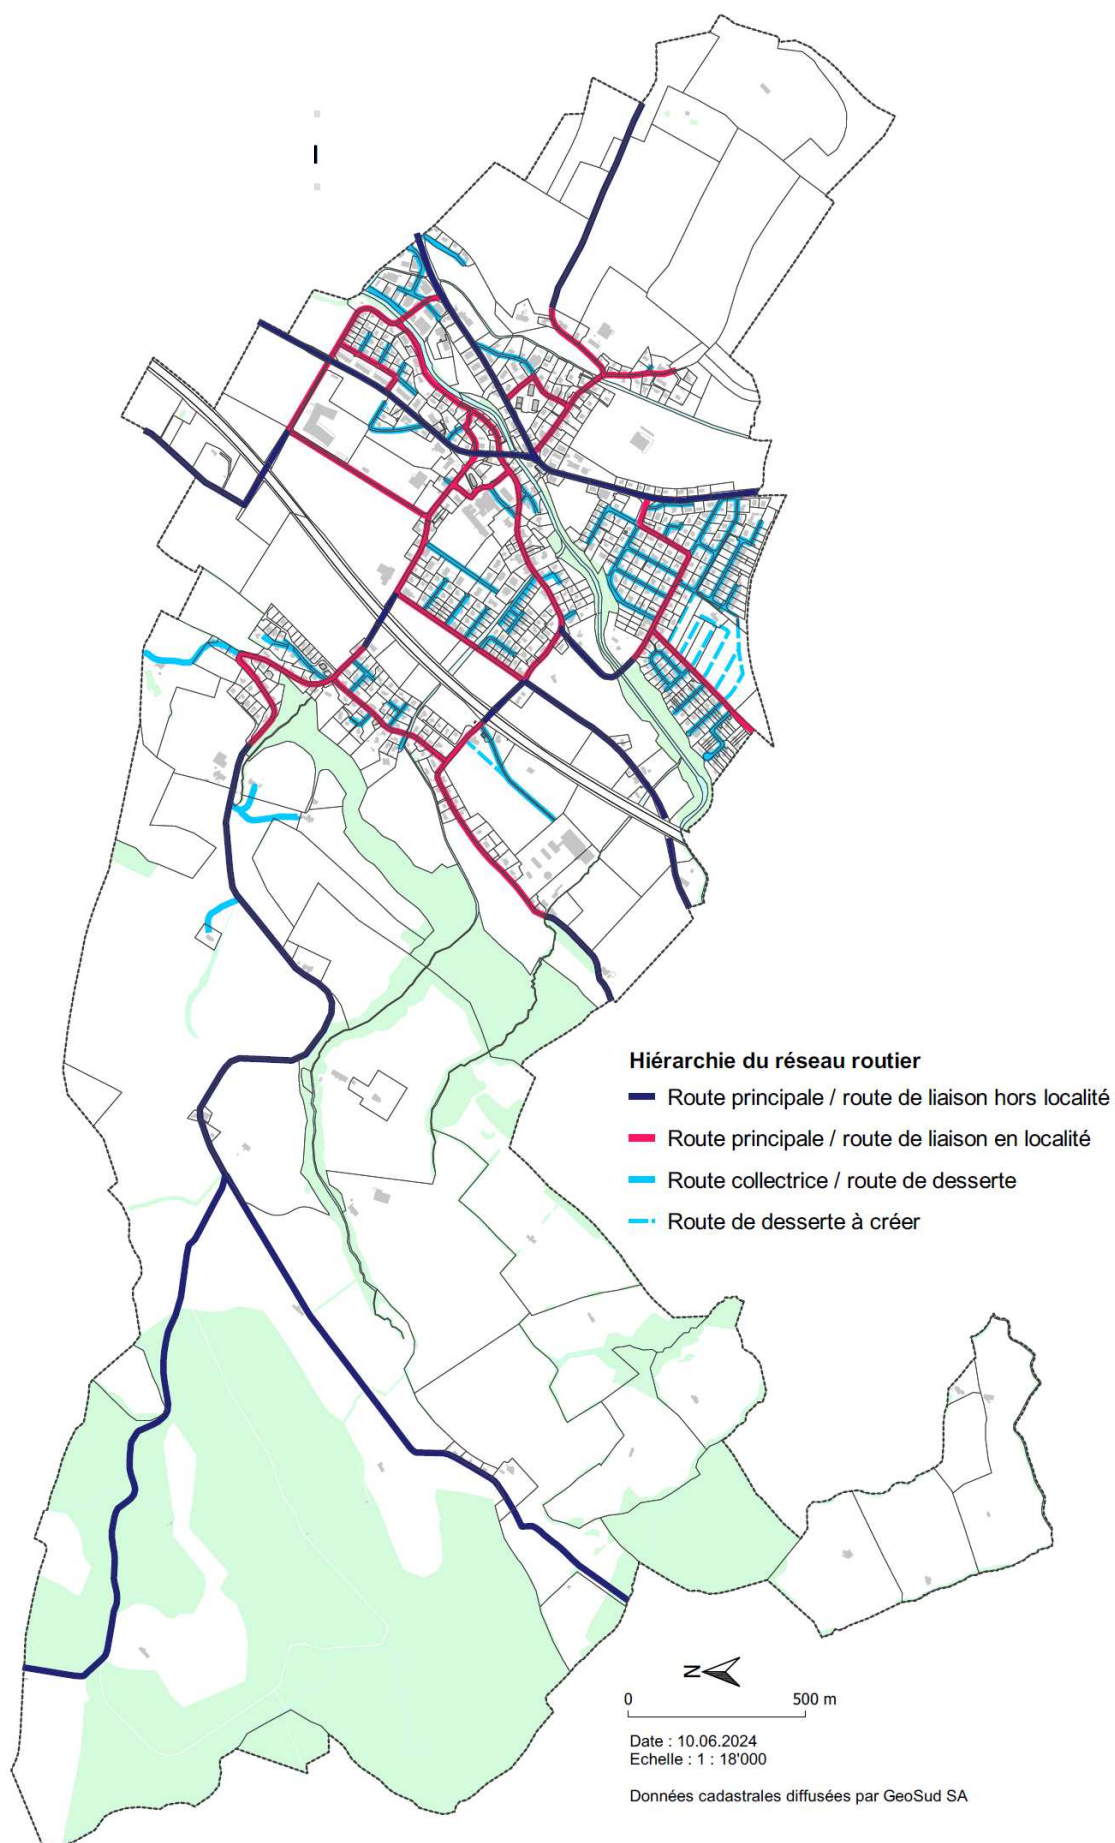 Hiérarchie du réseau routier
Route principale / route de liaison hors localité
Route principale / route de liaison en localité
Route collectrice / route de desserte
Route de desserte à créer
N
0 500 m
Date : 10.06.2024
Echelle : 1 : 18'000
Données cadastrales diffusées par GeoSud SA